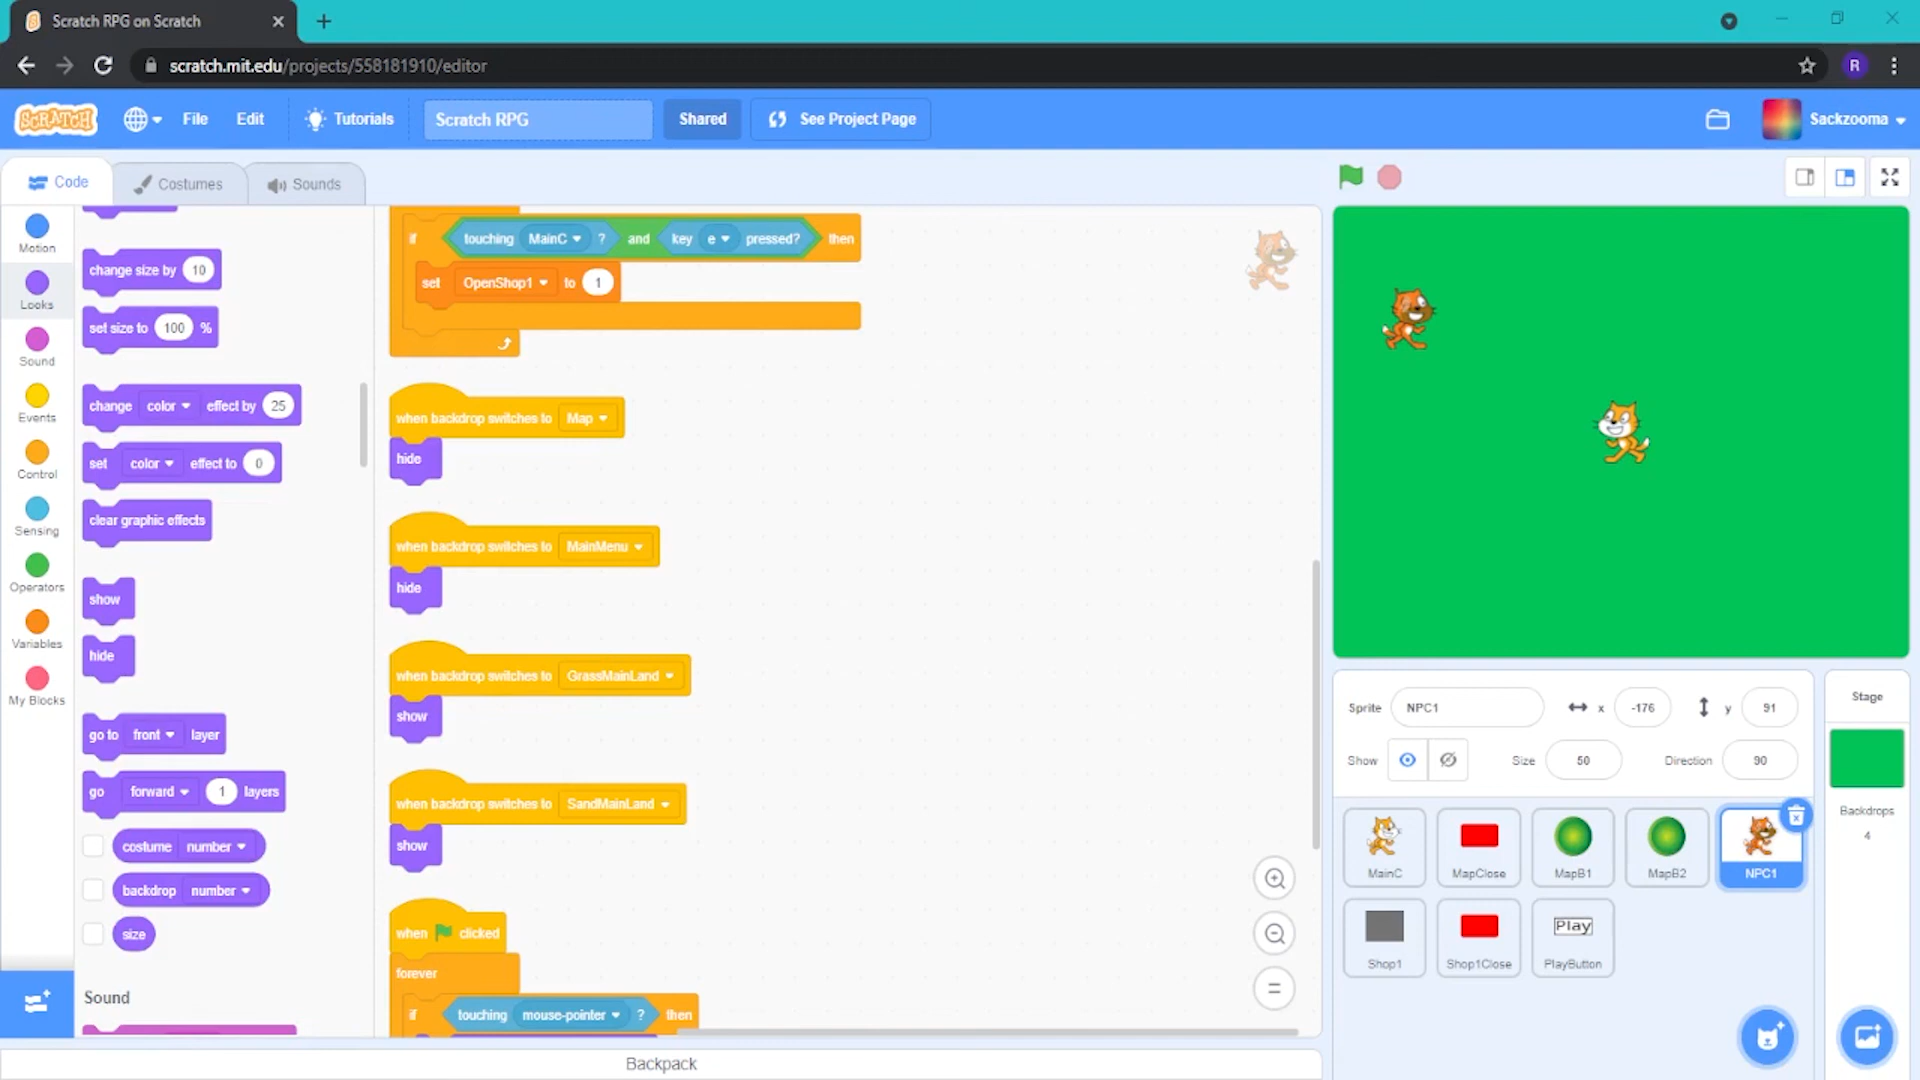 Scratch RPG on Scratch
scratch.mit.edu/projects/558181910/editor
R
SCRATCH
File
Edit
Tutorials
Scratch RPG
Shared
See Project Page
Sackzooma
Code
Costumes
Sounds
Motion
Looks
Sound
Events
Control
Sensing
Operators
Variables
My Blocks
change size by 10
set size to 100 %
change color effect by 25
set color effect to 0
clear graphic effects
show
hide
go to front layer
go forward 1 layers
costume number
backdrop number
size
Sound
if touching MainC ? and key e pressed? then
set OpenShop1 to 1
when backdrop switches to Map
hide
when backdrop switches to MainMenu
hide
when backdrop switches to GrassMainLand
show
when backdrop switches to SandMainLand
show
when clicked
forever
if touching mouse-pointer ? then
Backpack
Sprite NPC1 x -176 y 91
Show Size 50 Direction 90
MainC
MapClose
MapB1
MapB2
NPC1
Shop1
Shop1Close
Play
PlayButton
Stage
Backdrops
4